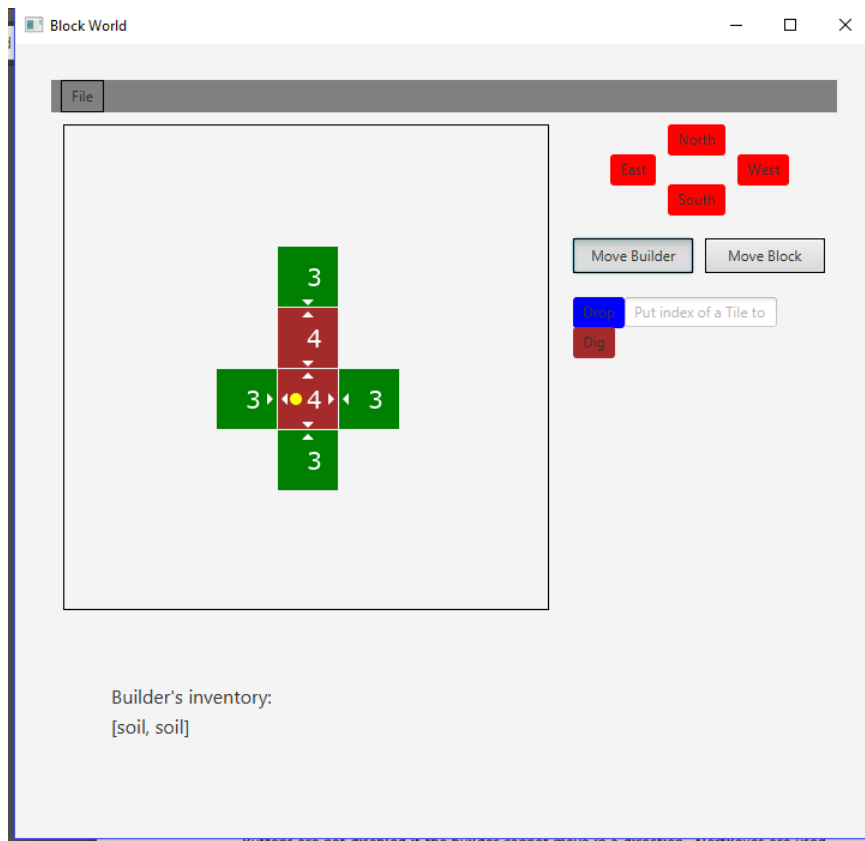 Block World
File
North
East West
South
Move Builder Move Block
Drop Put index of a Tile to
Dig
3
4
3 4 3
3
Builder's inventory:
[soil, soil]